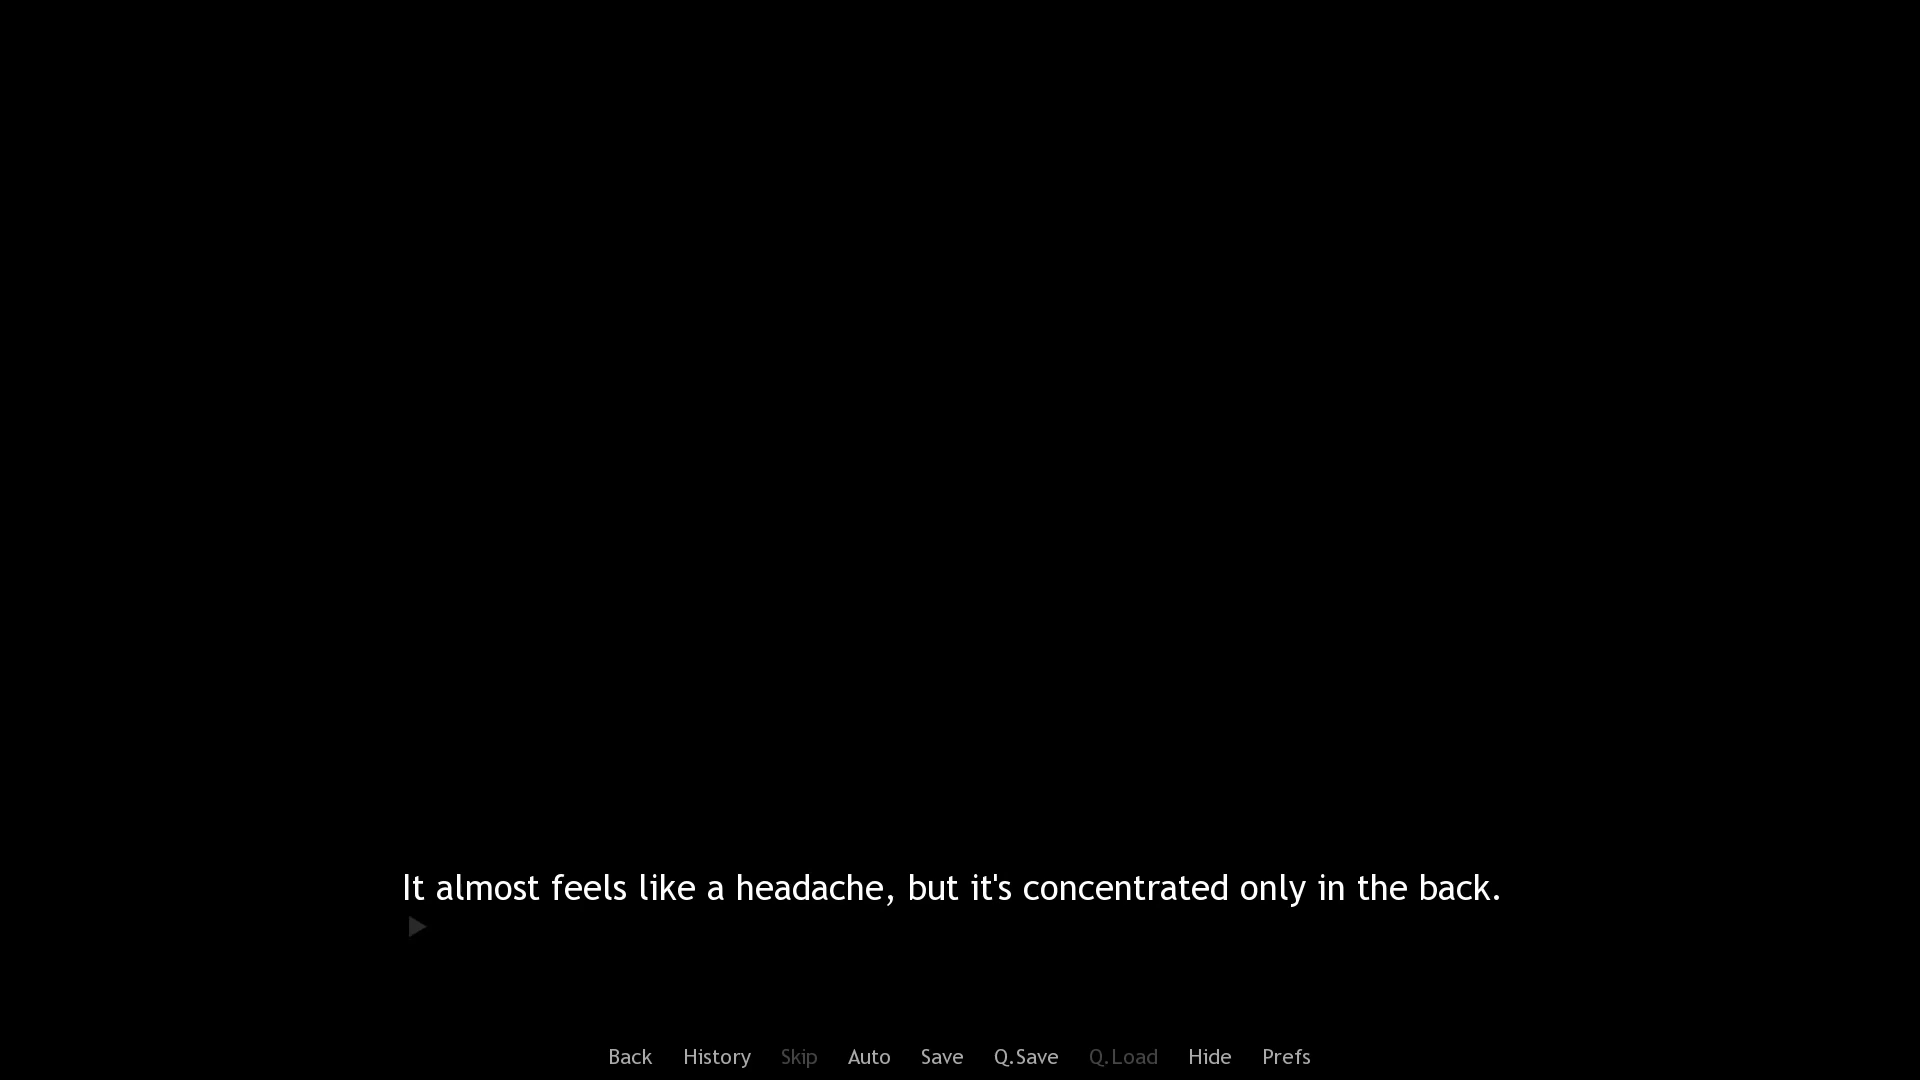 It almost feels like a headache, but it's concentrated only in the back.
Back History Skip Auto Save Q.Save Q.Load Hide Prefs